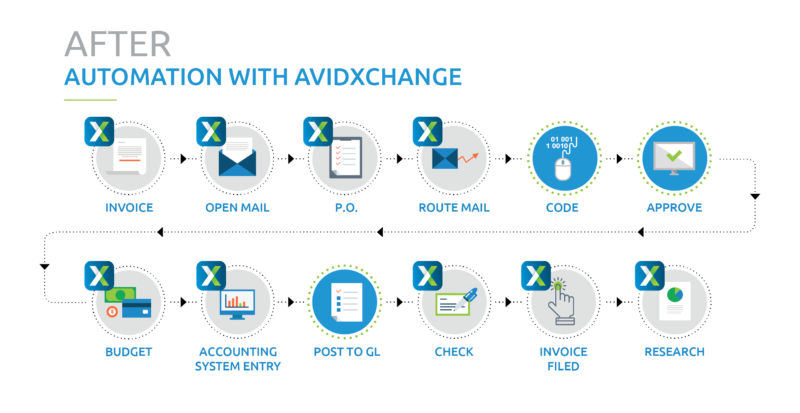 AFTER
AUTOMATION WITH AVIDXCHANGE
INVOICE
OPEN MAIL
P.O.
ROUTE MAIL
01 001
1 0010
CODE
APPROVE
BUDGET
ACCOUNTING
SYSTEM ENTRY
POST TO GL
CHECK
INVOICE
FILED
RESEARCH